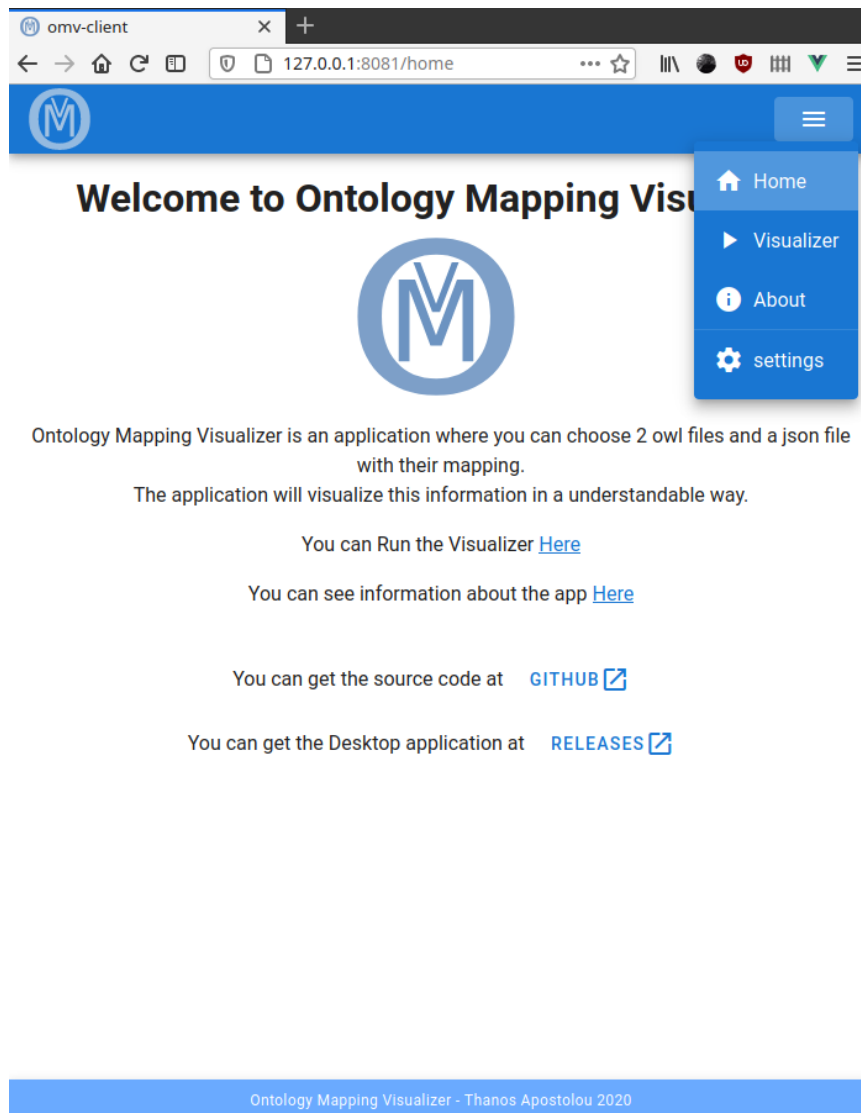 omv-client
127.0.0.1:8081/home
Home
Welcome to Ontology Mapping Vis
Visualizer
About
settings
Ontology Mapping Visualizer is an application where you can choose 2 owl files and a json file
with their mapping.
The application will visualize this information in a understandable way.
You can Run the Visualizer Here
You can see information about the app Here
You can get the source code at GITHUB
You can get the Desktop application at RELEASES
Ontology Mapping Visualizer - Thanos Apostolou 2020